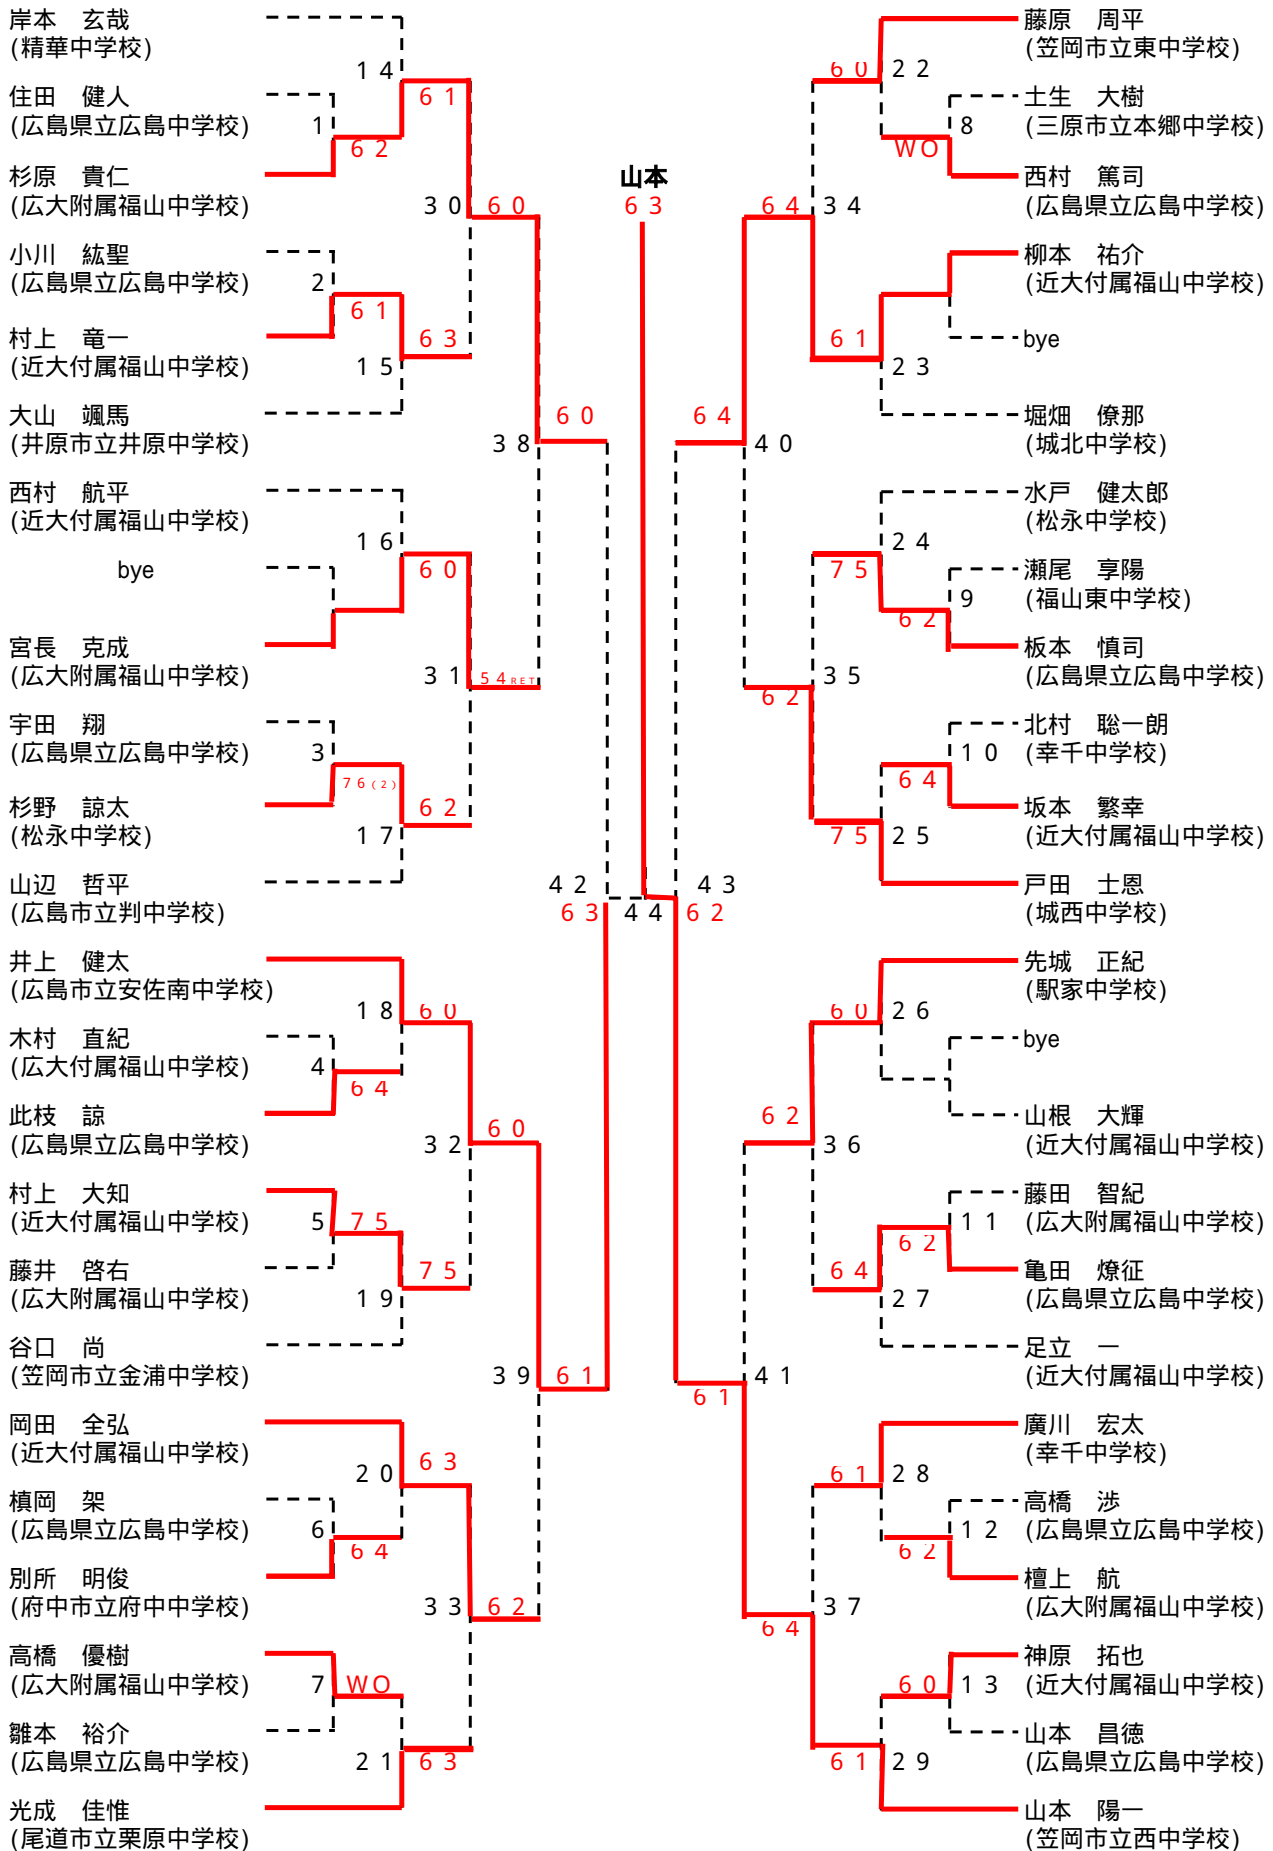 岸本　玄哉
(精華中学校)
１４
６１
住田　健人
(広島県立広島中学校)
１
６２
杉原　貴仁
(広大附属福山中学校)
３０
６０
小川　紘聖
(広島県立広島中学校)
２
６１
村上　竜一
(近大付属福山中学校)
６３
１５
大山　颯馬
(井原市立井原中学校)
３８
６０
西村　航平
(近大付属福山中学校)
１６
６０
bye
宮長　克成
(広大附属福山中学校)
３１
５４RET
宇田　翔
(広島県立広島中学校)
３
７６(２)
杉野　諒太
(松永中学校)
６２
１７
山辺　哲平
(広島市立判中学校)
４２
６３
井上　健太
(広島市立安佐南中学校)
１８
６０
木村　直紀
(広大付属福山中学校)
４
６４
此枝　諒
(広島県立広島中学校)
３２
６０
村上　大知
(近大付属福山中学校)
５
７５
藤井　啓右
(広大附属福山中学校)
７５
１９
谷口　尚
(笠岡市立金浦中学校)
３９
６１
岡田　全弘
(近大付属福山中学校)
２０
６３
槙岡　架
(広島県立広島中学校)
６
６４
別所　明俊
(府中市立府中中学校)
３３
６２
高橋　優樹
(広大附属福山中学校)
７
WO
雛本　裕介
(広島県立広島中学校)
２１
６３
光成　佳惟
(尾道市立栗原中学校)
山本
６３
４４
藤原　周平
(笠岡市立東中学校)
６０
２２
土生　大樹
(三原市立本郷中学校)
８
WO
西村　篤司
(広島県立広島中学校)
６４
３４
柳本　祐介
(近大付属福山中学校)
bye
６１
２３
堀畑　僚那
(城北中学校)
６４
４０
水戸　健太郎
(松永中学校)
２４
７５
瀬尾　享陽
(福山東中学校)
９
６２
板本　慎司
(広島県立広島中学校)
３５
６２
北村　聡一朗
(幸千中学校)
１０
６４
坂本　繁幸
(近大付属福山中学校)
７５
２５
戸田　士恩
(城西中学校)
４３
６２
先城　正紀
(駅家中学校)
６０
２６
bye
山根　大輝
(近大付属福山中学校)
６２
３６
藤田　智紀
(広大附属福山中学校)
１１
６２
亀田　燎征
(広島県立広島中学校)
６４
２７
足立　一
(近大付属福山中学校)
４１
６１
廣川　宏太
(幸千中学校)
６１
２８
高橋　渉
(広島県立広島中学校)
１２
６２
檀上　航
(広大附属福山中学校)
３７
６４
神原　拓也
(近大付属福山中学校)
６０
１３
山本　昌徳
(広島県立広島中学校)
６１
２９
山本　陽一
(笠岡市立西中学校)